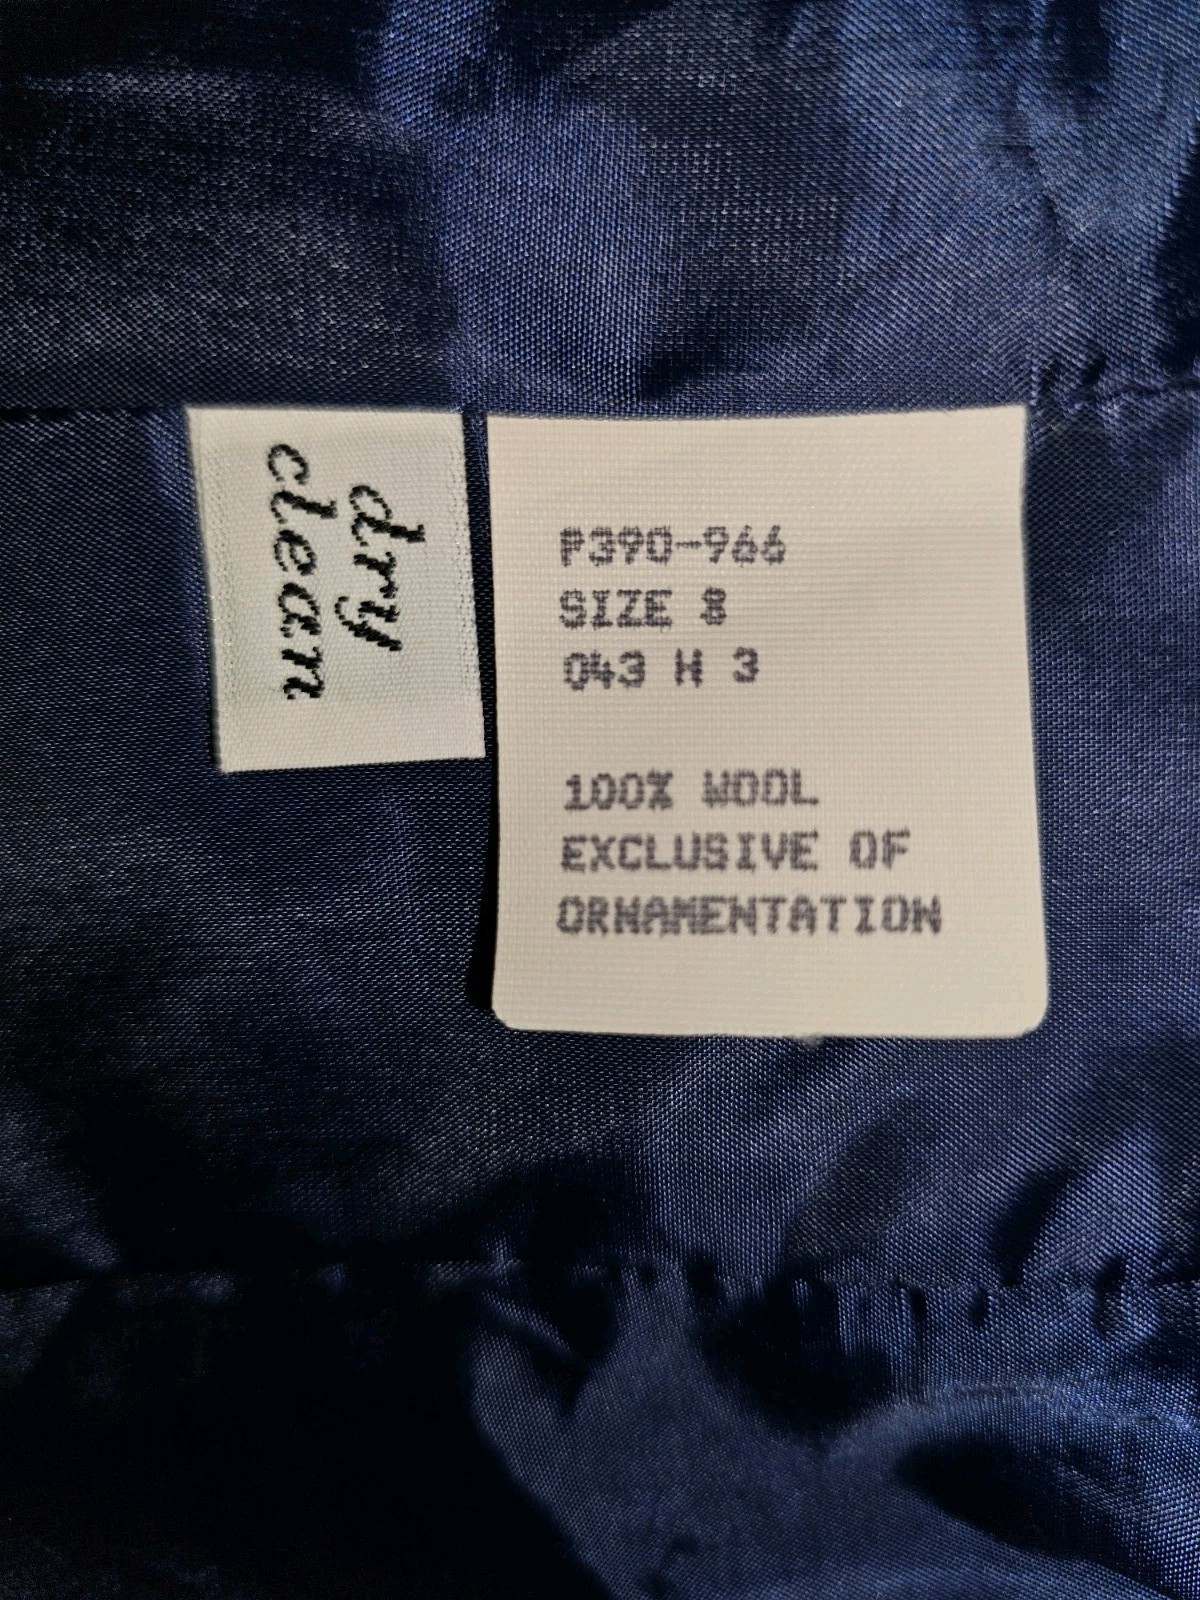 dry
clean
P390-966
SIZE 8
043 H 3
100% WOOL
EXCLUSIVE OF
ORNAMENTATION